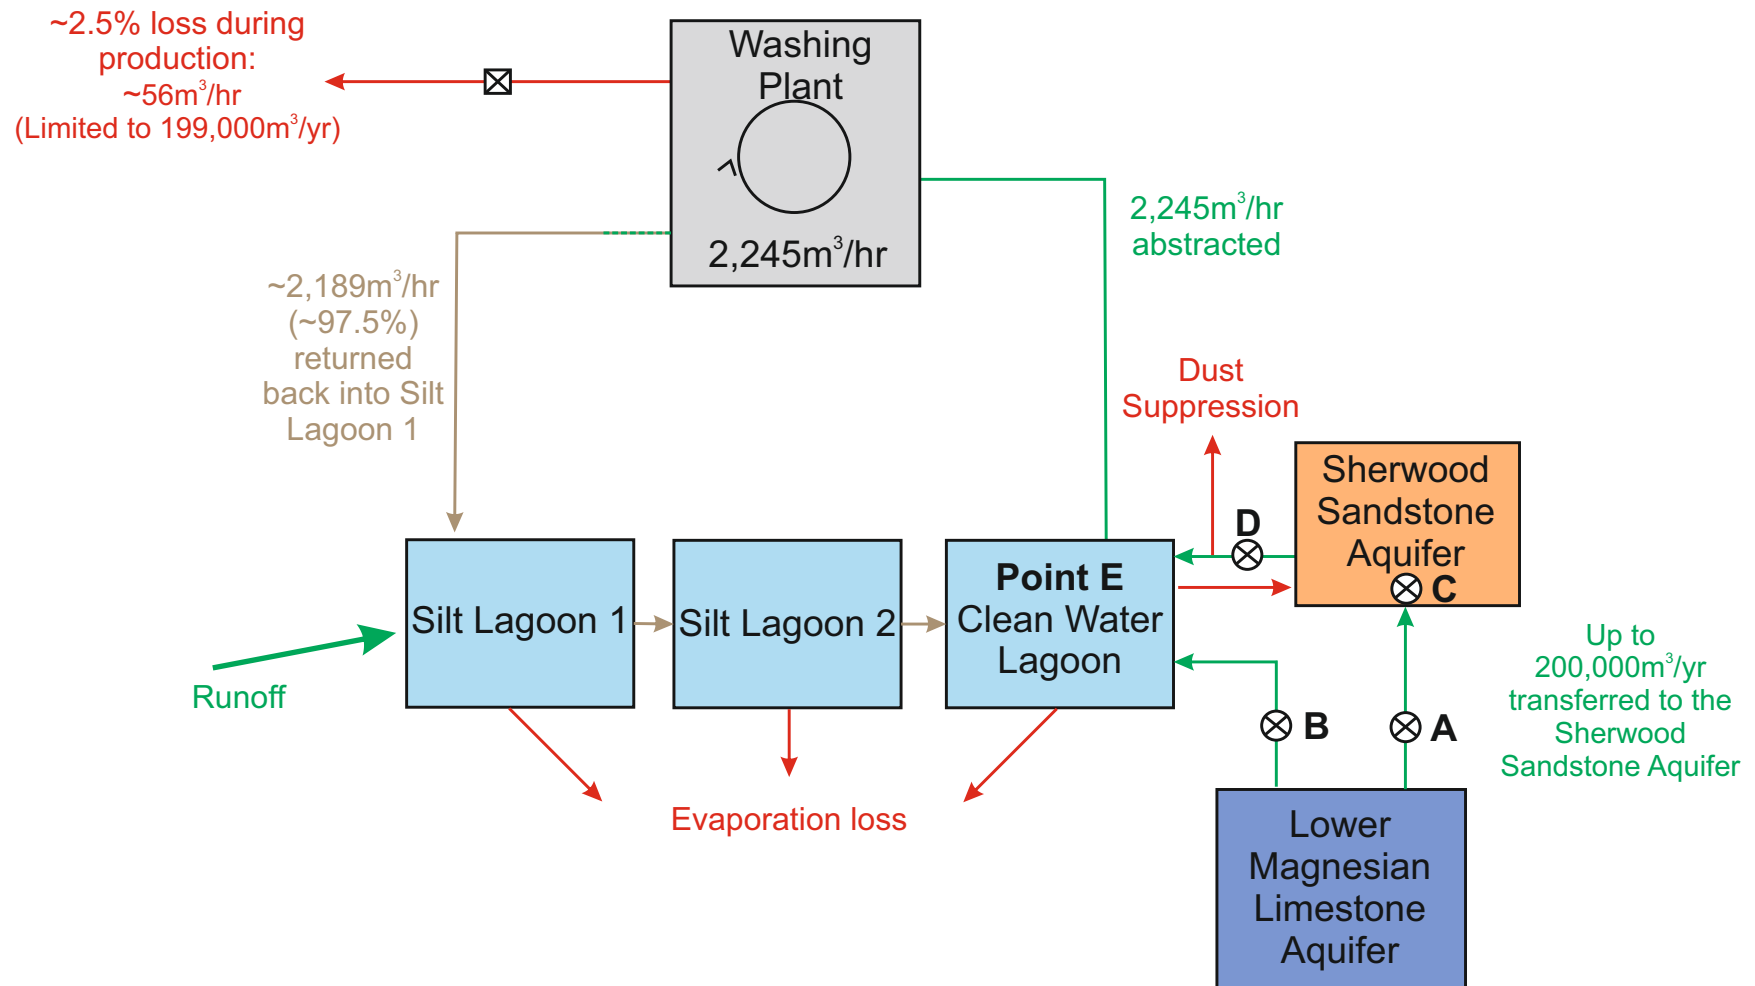 ~2.5% loss during
production:
~56m³/hr
(Limited to 199,000m³/yr)
Washing
Plant
2,245m³/hr
2,245m³/hr
abstracted
~2,189m³/hr
(~97.5%)
returned
back into Silt
Lagoon 1
Dust
Suppression
Sherwood
Sandstone
Aquifer
C
D
Silt Lagoon 1
Silt Lagoon 2
Point E
Clean Water
Lagoon
Runoff
Up to
200,000m³/yr
transferred to the
Sherwood
Sandstone Aquifer
B
A
Evaporation loss
Lower
Magnesian
Limestone
Aquifer